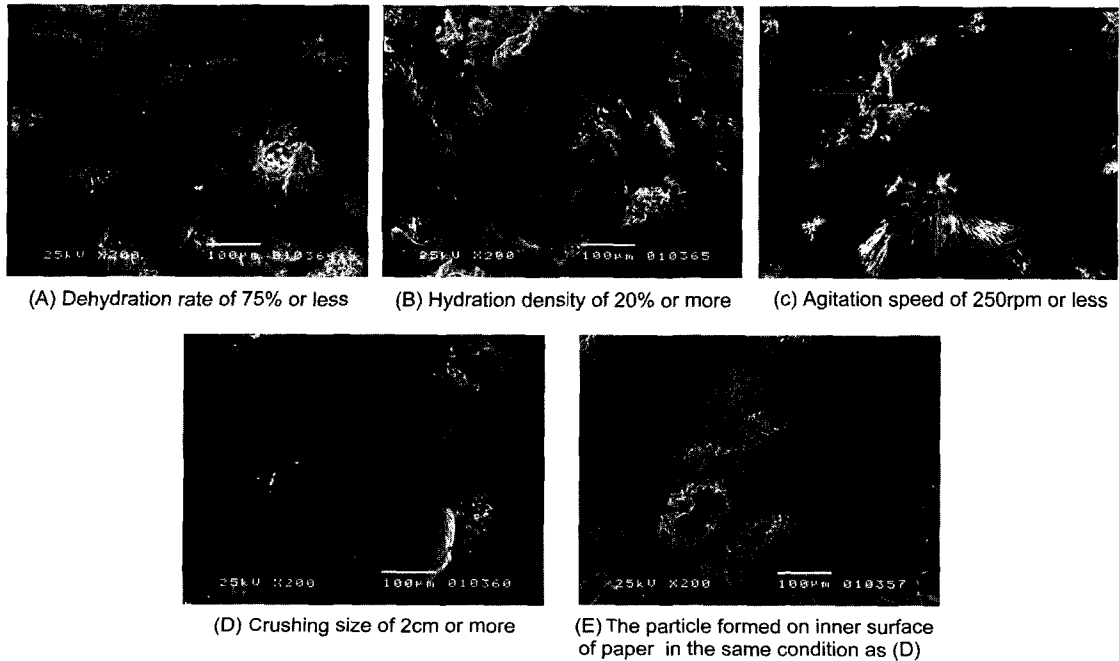 25kV X200 100µm 010364
25kV X200 100µm 010365
(A) Dehydration rate of 75% or less
(B) Hydration density of 20% or more
(c) Agitation speed of 250rpm or less
25kV X200 100µm 010360
25kV X200 100µm 010357
(D) Crushing size of 2cm or more
(E) The particle formed on inner surface
of paper in the same condition as (D)